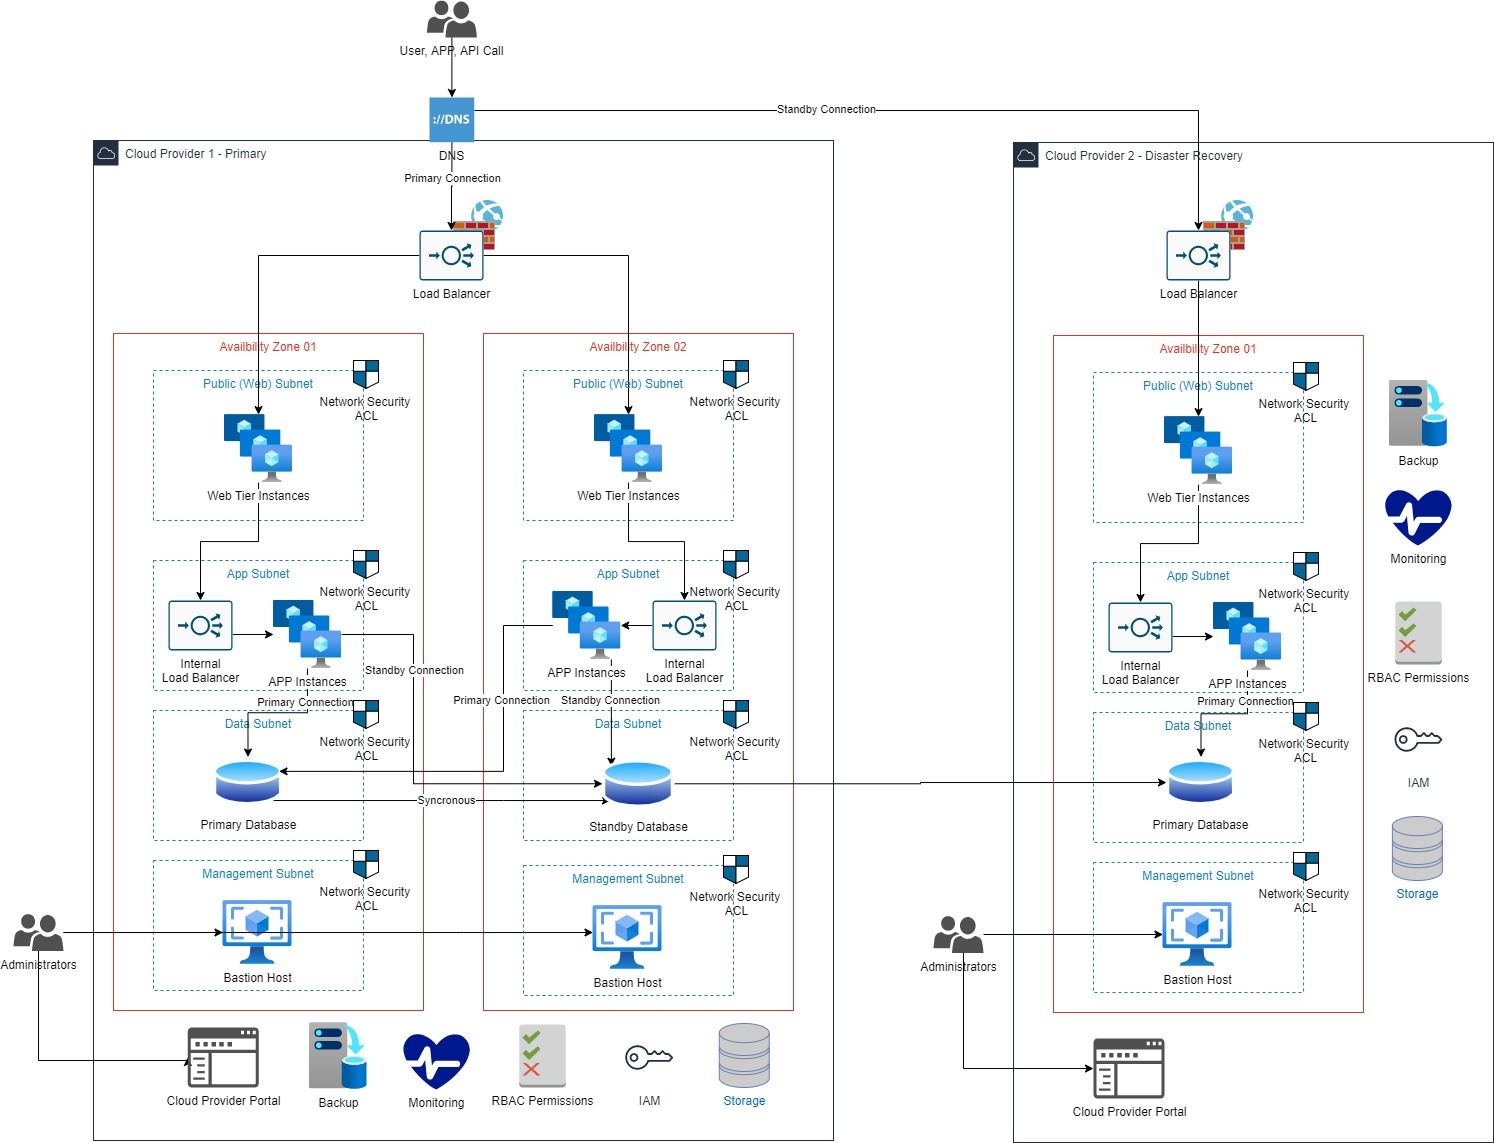 User, APP, API Call
://DNS
DNS
Standby Connection
Cloud Provider 1 - Primary
Primary Connection
Load Balancer
Availbility Zone 01
Public (Web) Subnet
Network Security
ACL
Web Tier Instances
App Subnet
Network Security
ACL
Internal
Load Balancer
APP Instances
Standby Connection
Primary Connection
Data Subnet
Network Security
ACL
Primary Database
Syncronous
Management Subnet
Network Security
ACL
Bastion Host
Availbility Zone 02
Public (Web) Subnet
Network Security
ACL
Web Tier Instances
App Subnet
Network Security
ACL
APP Instances
Internal
Load Balancer
Primary Connection
Standby Connection
Data Subnet
Network Security
ACL
Standby Database
Management Subnet
Network Security
ACL
Bastion Host
Administrators
Cloud Provider Portal
Backup
Monitoring
RBAC Permissions
IAM
Storage
Cloud Provider 2 - Disaster Recovery
Load Balancer
Availbility Zone 01
Public (Web) Subnet
Network Security
ACL
Web Tier Instances
App Subnet
Network Security
ACL
Internal
Load Balancer
APP Instances
Primary Connection
Data Subnet
Network Security
ACL
Primary Database
Management Subnet
Network Security
ACL
Bastion Host
Administrators
Cloud Provider Portal
Backup
Monitoring
RBAC Permissions
IAM
Storage